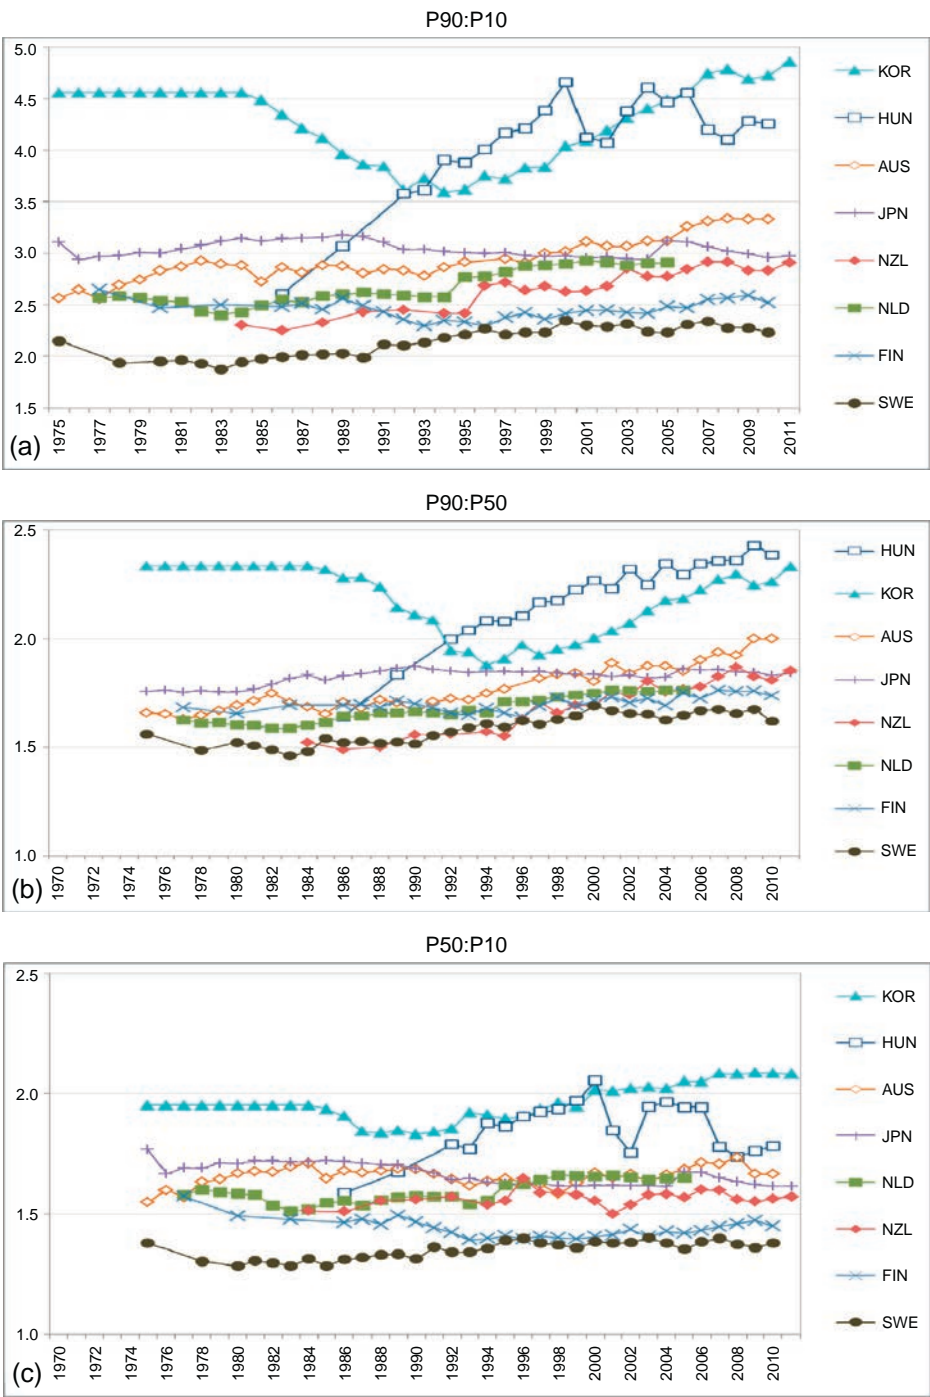 P90:P10
5.0
4.5
4.0
3.5
3.0
2.5
2.0
1.5
KOR
HUN
AUS
JPN
NZL
NLD
FIN
SWE
1975 1977 1979 1981 1983 1985 1987 1989 1991 1993 1995 1997 1999 2001 2003 2005 2007 2009 2011
(a)
P90:P50
2.5
2.0
1.5
1.0
HUN
KOR
AUS
JPN
NZL
NLD
FIN
SWE
1970 1972 1974 1976 1978 1980 1982 1984 1986 1988 1990 1992 1994 1996 1998 2000 2002 2004 2006 2008 2010
(b)
P50:P10
2.5
2.0
1.5
1.0
KOR
HUN
AUS
JPN
NLD
NZL
FIN
SWE
1970 1972 1974 1976 1978 1980 1982 1984 1986 1988 1990 1992 1994 1996 1998 2000 2002 2004 2006 2008 2010
(c)